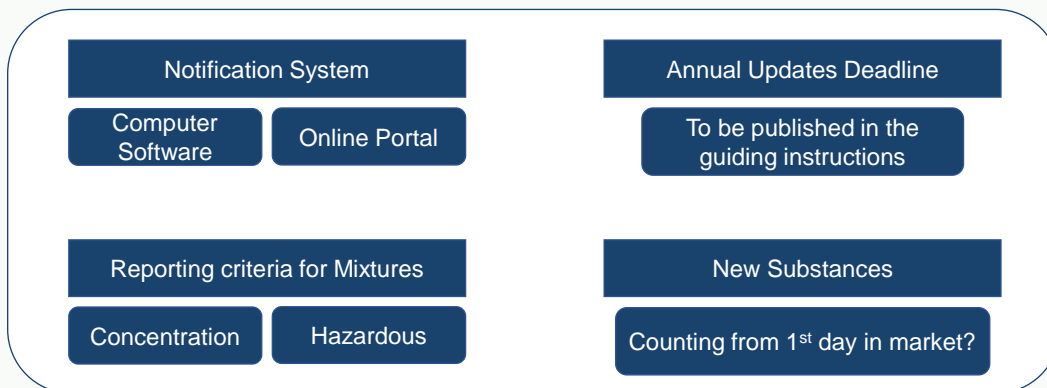 Notification System
Computer
Software
Online Portal
Annual Updates Deadline
To be published in the
guiding instructions
Reporting criteria for Mixtures
Concentration
Hazardous
New Substances
Counting from 1st day in market?